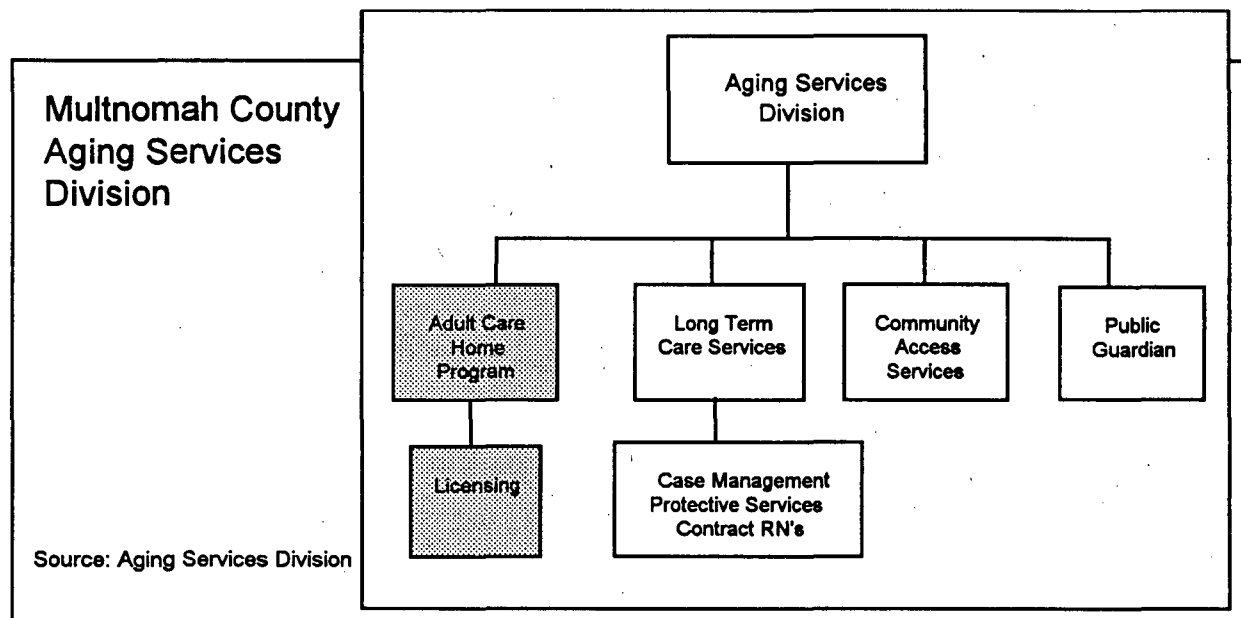 Multnomah County
Aging Services
Division
Aging Services
Division
Adult Care
Home
Program
Long Term
Care Services
Community
Access
Services
Public
Guardian
Licensing
Case Management
Protective Services
Contract RN's
Source: Aging Services Division